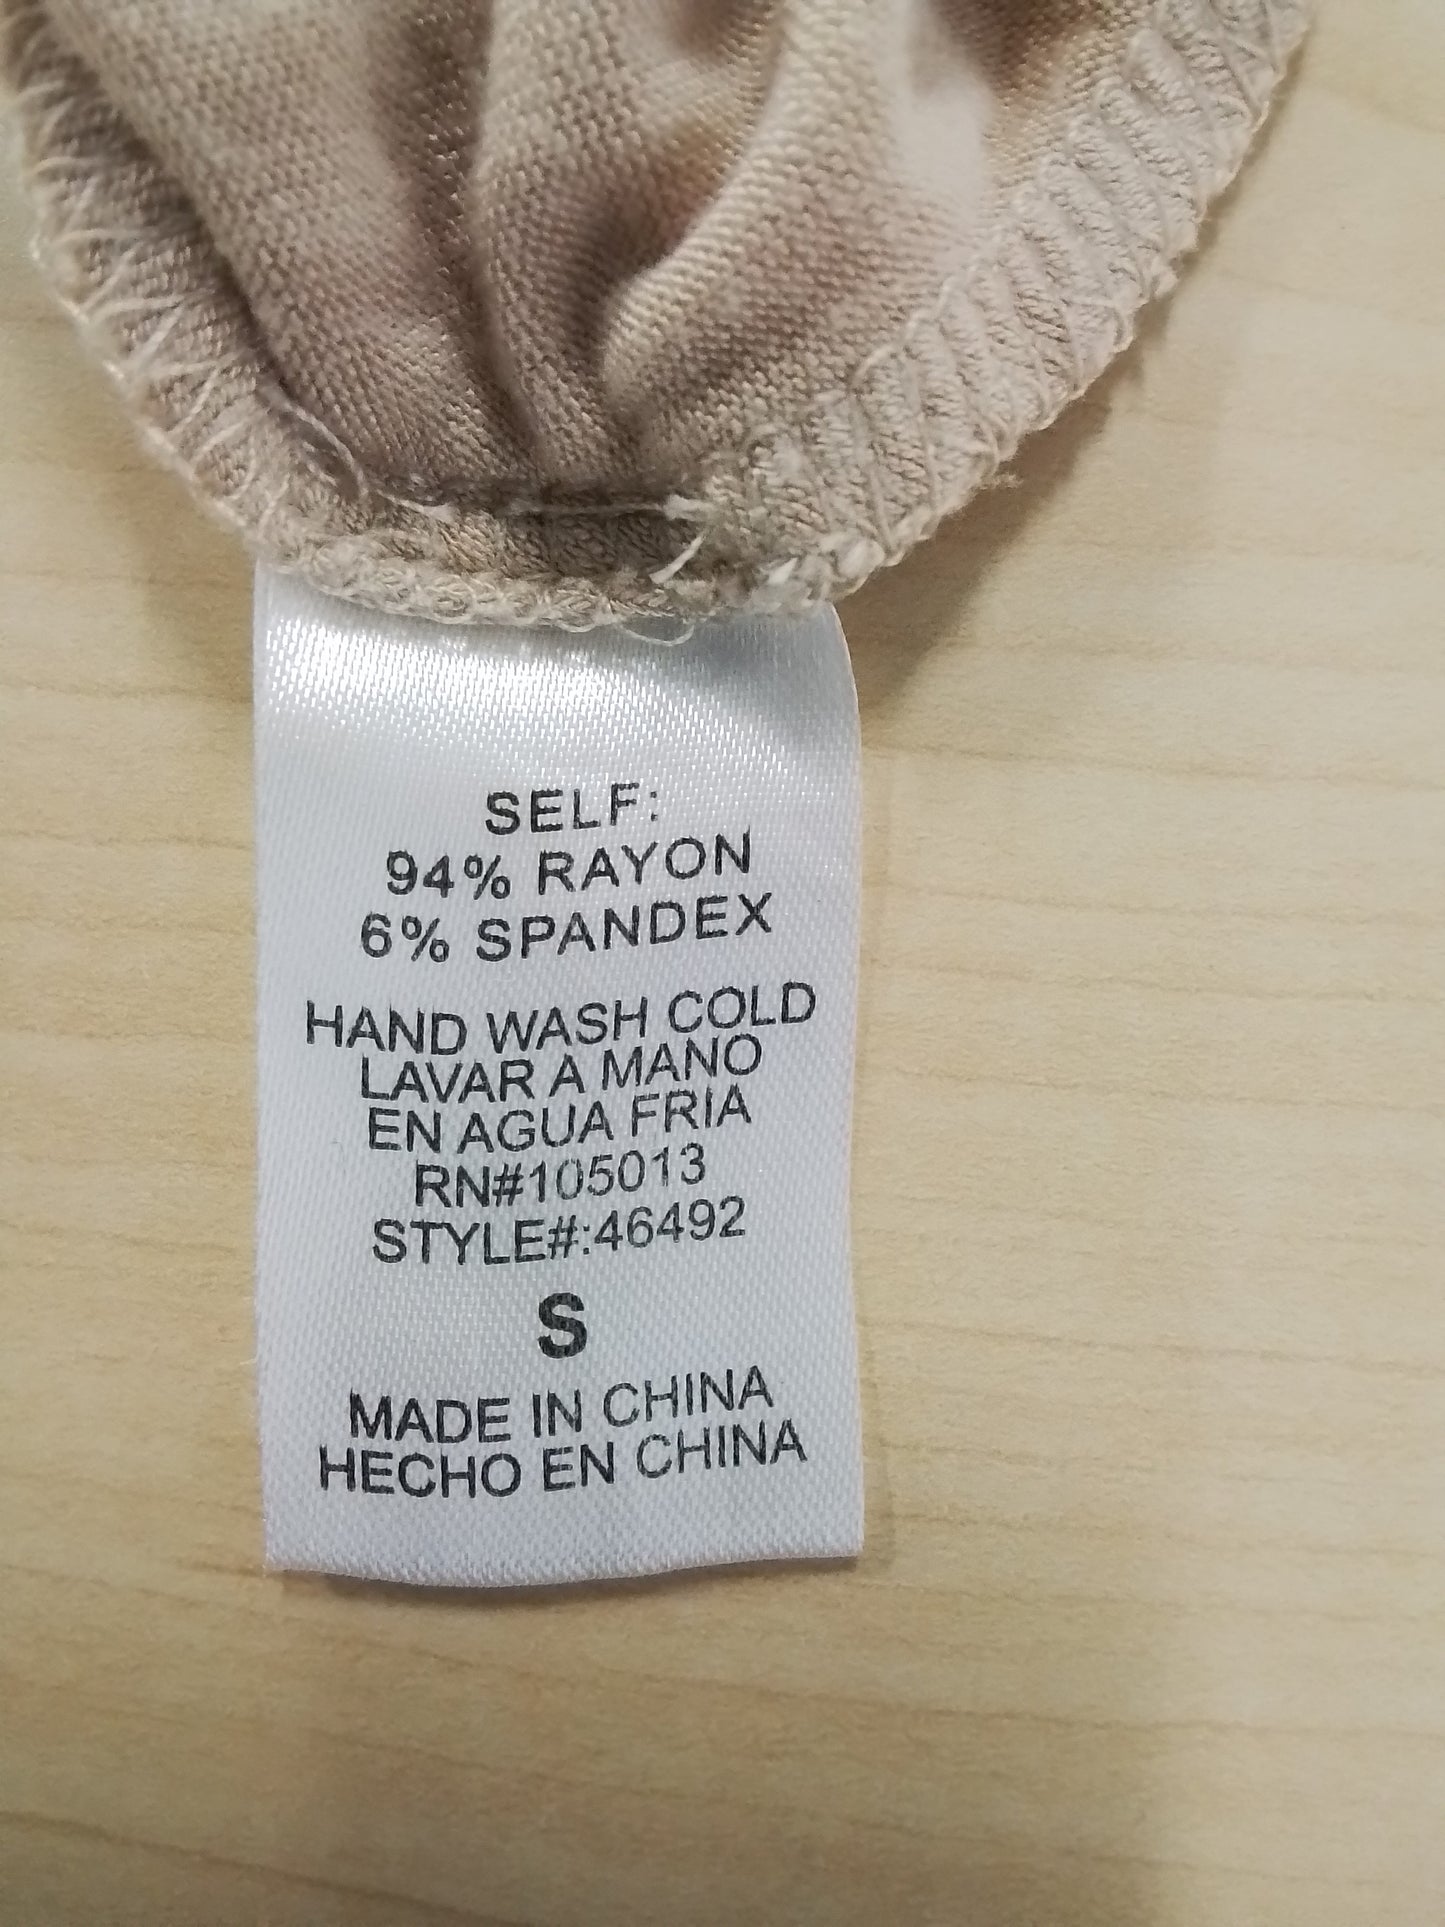 SELF:
94% RAYON
6% SPANDEX
HAND WASH COLD
LAVAR A MANO
EN AGUA FRIA
RN#105013
STYLE#:46492
S
MADE IN CHINA
HECHO EN CHINA